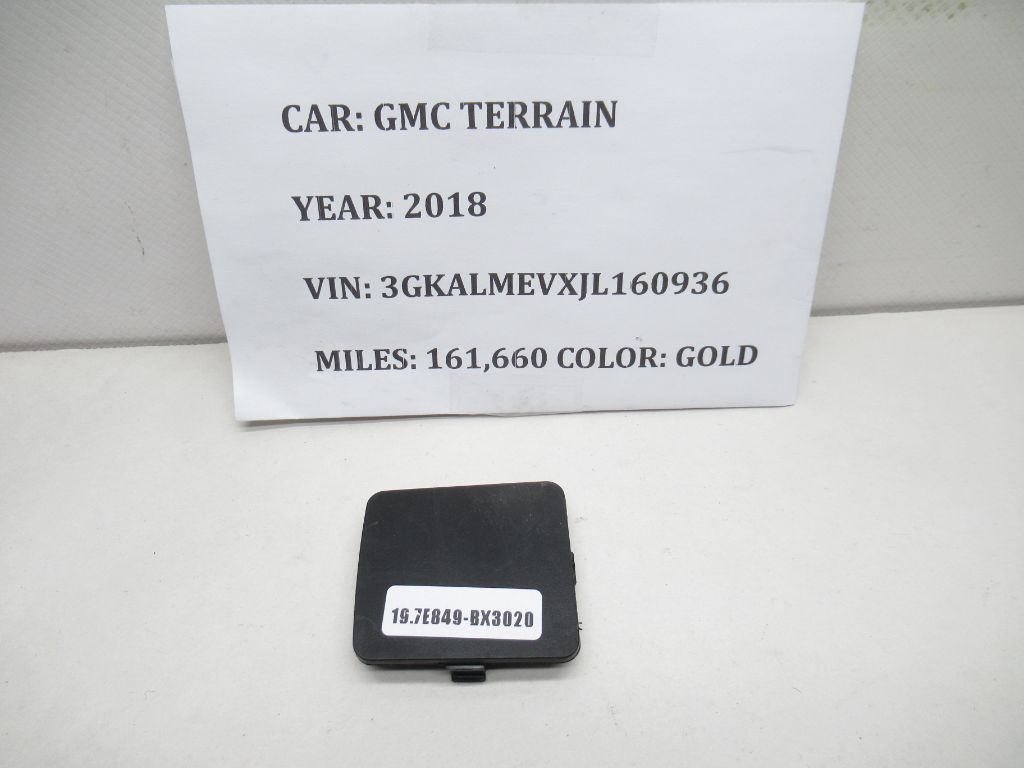 CAR: GMC TERRAIN
YEAR: 2018
VIN: 3GKALMEVXJL160936
MILES: 161,660 COLOR: GOLD
19.7E849-BX3020